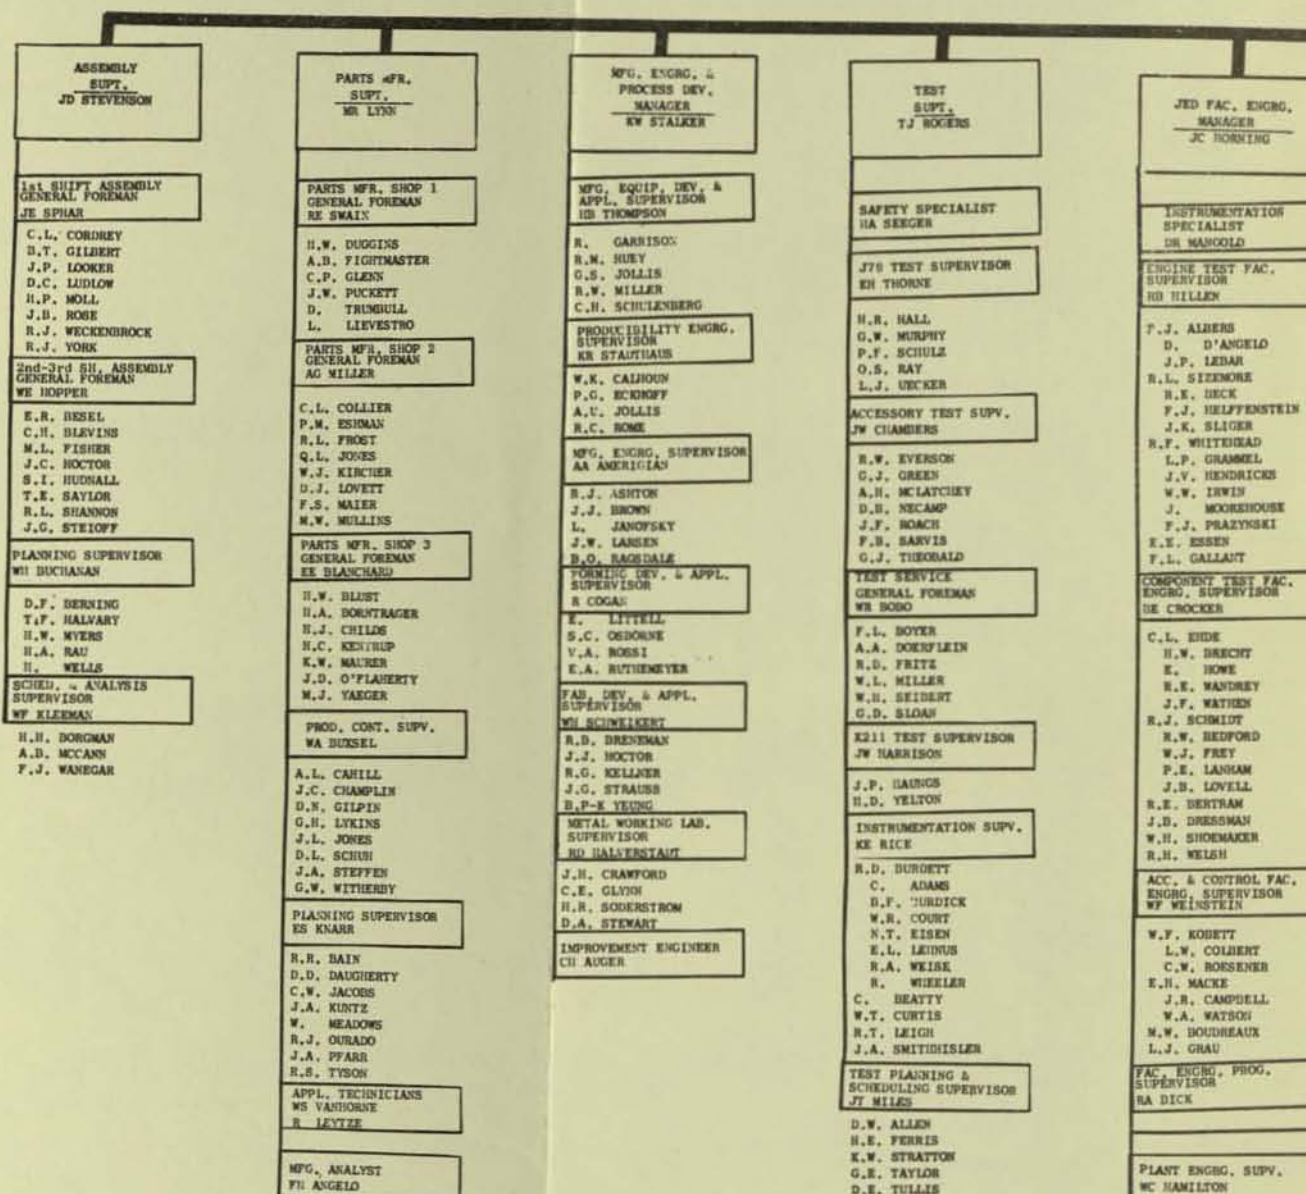 ASSEMBLY
SUPT.
JD STEVENSON
1st SHIFT ASSEMBLY
GENERAL FOREMAN
JE SPHAR
C.L. CORDREY
B.T. GILBERT
J.P. LOOKER
D.C. LUDLOW
H.P. MOLL
J.B. ROSE
R.J. WECKENBROCK
R.J. YORK
2nd-3rd SH. ASSEMBLY
GENERAL FOREMAN
WE HOPPER
E.R. BESEL
C.H. BLEVINS
M.L. FISHER
J.C. HOCTOR
S.I. HUDNALL
T.E. SAYLOR
R.L. SHANNON
J.G. STEIOFF
PLANNING SUPERVISOR
WH BUCHANAN
D.F. BERNING
T.F. HALVARY
H.W. MYERS
H.A. RAU
H. WELLS
SCHED. & ANALYSIS
SUPERVISOR
WF KLEEMAN
H.H. BORGMAN
A.B. MCCANN
F.J. WANEGAR
PARTS MFR.
SUPT.
MR LYNN
PARTS MFR. SHOP 1
GENERAL FOREMAN
RE SWAIN
H.W. DUGGINS
A.B. FIGHTMASTER
C.P. GLENN
J.W. PUCKETT
D. TRUMBULL
L. LIEVESTRO
PARTS MFR. SHOP 2
GENERAL FOREMAN
AG MILLER
C.L. COLLIER
P.M. ESHMAN
R.L. FROST
Q.L. JONES
W.J. KIRCHER
D.J. LOVETT
F.S. MAIER
M.W. MULLINS
PARTS MFR. SHOP 3
GENERAL FOREMAN
EE BLANCHARD
H.W. BLUST
H.A. BORNTRAGER
H.J. CHILDS
H.C. KENTRUP
K.W. MAURER
J.D. O'FLAHERTY
M.J. YAEGER
PROD. CONT. SUPV.
WA BUXSEL
A.L. CAHILL
J.C. CHAMPLIN
D.N. GILPIN
G.H. LYKINS
J.L. JONES
D.L. SCHUH
J.A. STEFFEN
G.W. WITHERBY
PLANNING SUPERVISOR
ES KNARR
R.R. BAIN
D.D. DAUGHERTY
C.W. JACOBS
J.A. KUNTZ
W. MEADOWS
R.J. OURADO
J.A. PFARR
R.S. TYSON
APPL. TECHNICIANS
WS VANHORNE
R LEYTZE
MFG. ANALYST
FH ANGELO
MFG. ENGRG. &
PROCESS DEV.
MANAGER
KW STALKER
MFG. EQUIP. DEV. &
APPL. SUPERVISOR
HB THOMPSON
R. GARRISON
R.M. HUEY
G.S. JOLLIS
R.W. MILLER
C.H. SCHULENBERG
PRODUCIBILITY ENGRG.
SUPERVISOR
KR STAUTHAUS
W.K. CALHOUN
P.G. ECKHOFF
A.U. JOLLIS
R.C. ROME
MFG. ENGRG. SUPERVISOR
AA AMERIGIAN
R.J. ASHTON
J.J. BROWN
L. JANOFSKY
J.W. LARSEN
B.O. RAGSDALE
FORMING DEV. & APPL.
SUPERVISOR
R COGAN
E. LITTELL
S.C. OSBORNE
V.A. ROSSI
E.A. RUTHEMEYER
FAB. DEV. & APPL.
SUPERVISOR
WH SCHWEIKERT
R.B. DRENEMAN
J.J. HOCTOR
R.G. KELLNER
J.G. STRAUSS
B.P-K YEUNG
METAL WORKING LAB.
SUPERVISOR
RD HALVERSTADT
J.H. CRAWFORD
C.E. GLYNN
H.R. SODERSTROM
D.A. STEWART
IMPROVEMENT ENGINEER
CH AUGER
TEST
SUPT.
TJ ROGERS
SAFETY SPECIALIST
HA SEEGER
J79 TEST SUPERVISOR
EH THORNE
H.R. HALL
G.W. MURPHY
P.F. SCHULZ
O.S. RAY
L.J. UECKER
ACCESSORY TEST SUPV.
JW CHAMBERS
R.W. EVERSON
G.J. GREEN
A.H. MCLATCHEY
D.B. NECAMP
J.F. ROACH
F.B. SARVIS
G.J. THEOBALD
TEST SERVICE
GENERAL FOREMAN
WR BOBO
F.L. BOYER
A.A. DOERFLEIN
R.D. FRITZ
W.L. MILLER
W.H. SEIBERT
G.D. SLOAN
X211 TEST SUPERVISOR
JW HARRISON
J.P. HAUNGS
H.D. YELTON
INSTRUMENTATION SUPV.
KE RICE
R.D. BURDETT
C. ADAMS
B.F. BURDICK
W.R. COURT
N.T. EISEN
E.L. LEHNUS
R.A. WEISE
R. WHEELER
C. BEATTY
W.T. CURTIS
R.T. LEIGH
J.A. SMITHHISLER
TEST PLANNING &
SCHEDULING SUPERVISOR
JT MILES
D.W. ALLEN
H.E. FERRIS
K.W. STRATTON
G.E. TAYLOR
D.E. TULLIS
JED FAC. ENGRG.
MANAGER
JC HORNING
INSTRUMENTATION
SPECIALIST
DR MANGOLD
ENGINE TEST FAC.
SUPERVISOR
RB HILLEN
F.J. ALBERS
D. D'ANGELO
J.P. LEBAR
R.L. SIZEMORE
H.E. BECK
F.J. HELFFENSTEIN
J.K. SLIGER
R.F. WHITEHEAD
L.P. GRAMMEL
J.V. HENDRICKS
W.W. IRWIN
J. MOOREHOUSE
F.J. PRAZYNSKI
E.E. ESSEN
F.L. GALLANT
COMPONENT TEST FAC.
ENGRG. SUPERVISOR
DE CROCKER
C.L. EHDE
H.W. BRECHT
E. HOWE
R.E. WANDREY
J.F. WATHEN
R.J. SCHMIDT
R.W. BEDFORD
W.J. FREY
P.E. LANHAM
J.B. LOVELL
R.E. BERTRAM
J.B. DRESSMAN
W.H. SHOEMAKER
R.H. WELSH
ACC. & CONTROL FAC.
ENGRG. SUPERVISOR
WF WEINSTEIN
W.F. KOBETT
L.W. COLBERT
C.W. ROESENER
E.H. MACKE
J.R. CAMPBELL
W.A. WATSON
M.W. BOUDREAUX
L.J. GRAU
FAC. ENGRG. PROG.
SUPERVISOR
RA DICK
PLANT ENGRG. SUPV.
WC HAMILTON